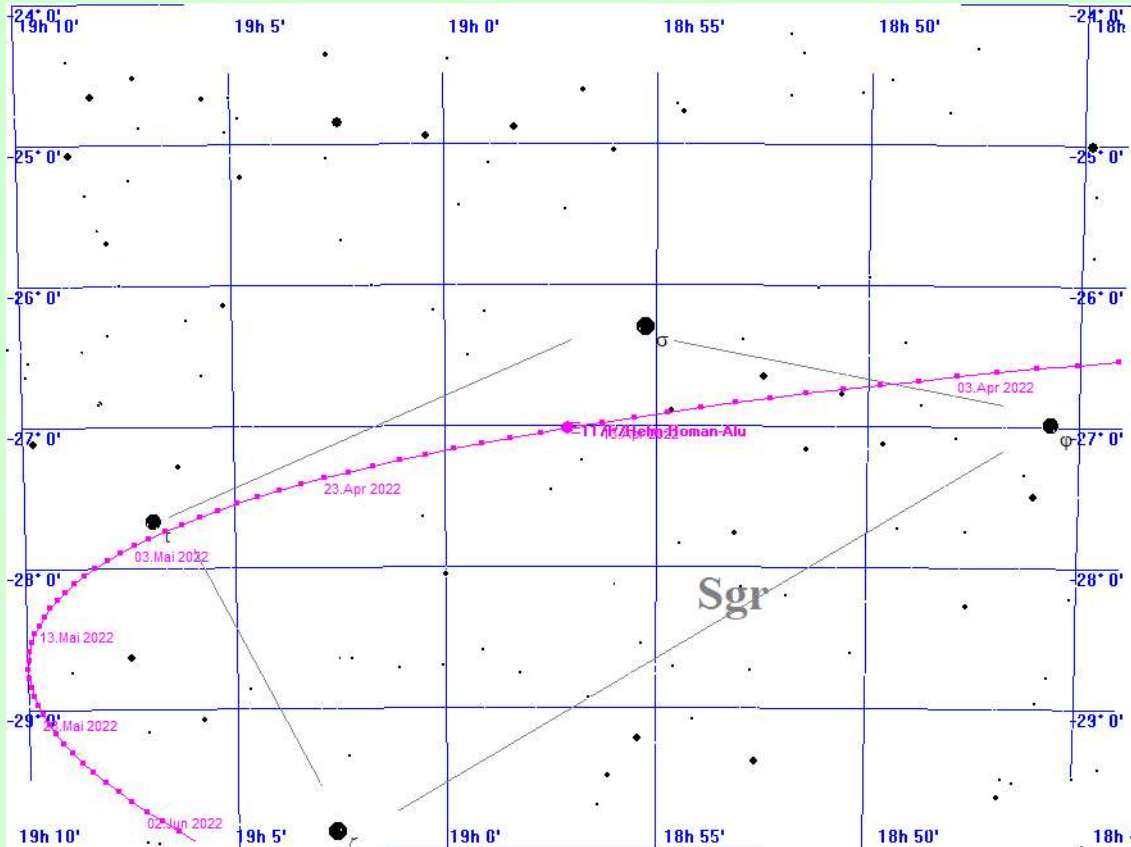 -24° 0'
19h 10' 19h 5' 19h 0' 18h 55' 18h 50' 18h
-24° 0'
-25° 0' -25° 0'
-26° 0' -26° 0'
σ
03.Apr 2022
-27° 0' -27° 0'
φ
23.Apr 2022
τ
03.Mai 2022
-28° 0' -28° 0'
Sgr
13.Mai 2022
-29° 0' -29° 0'
23.Mai 2022
02.Jun 2022
19h 10' 19h 5' 19h 0' 18h 55' 18h 50' 18h
ζ